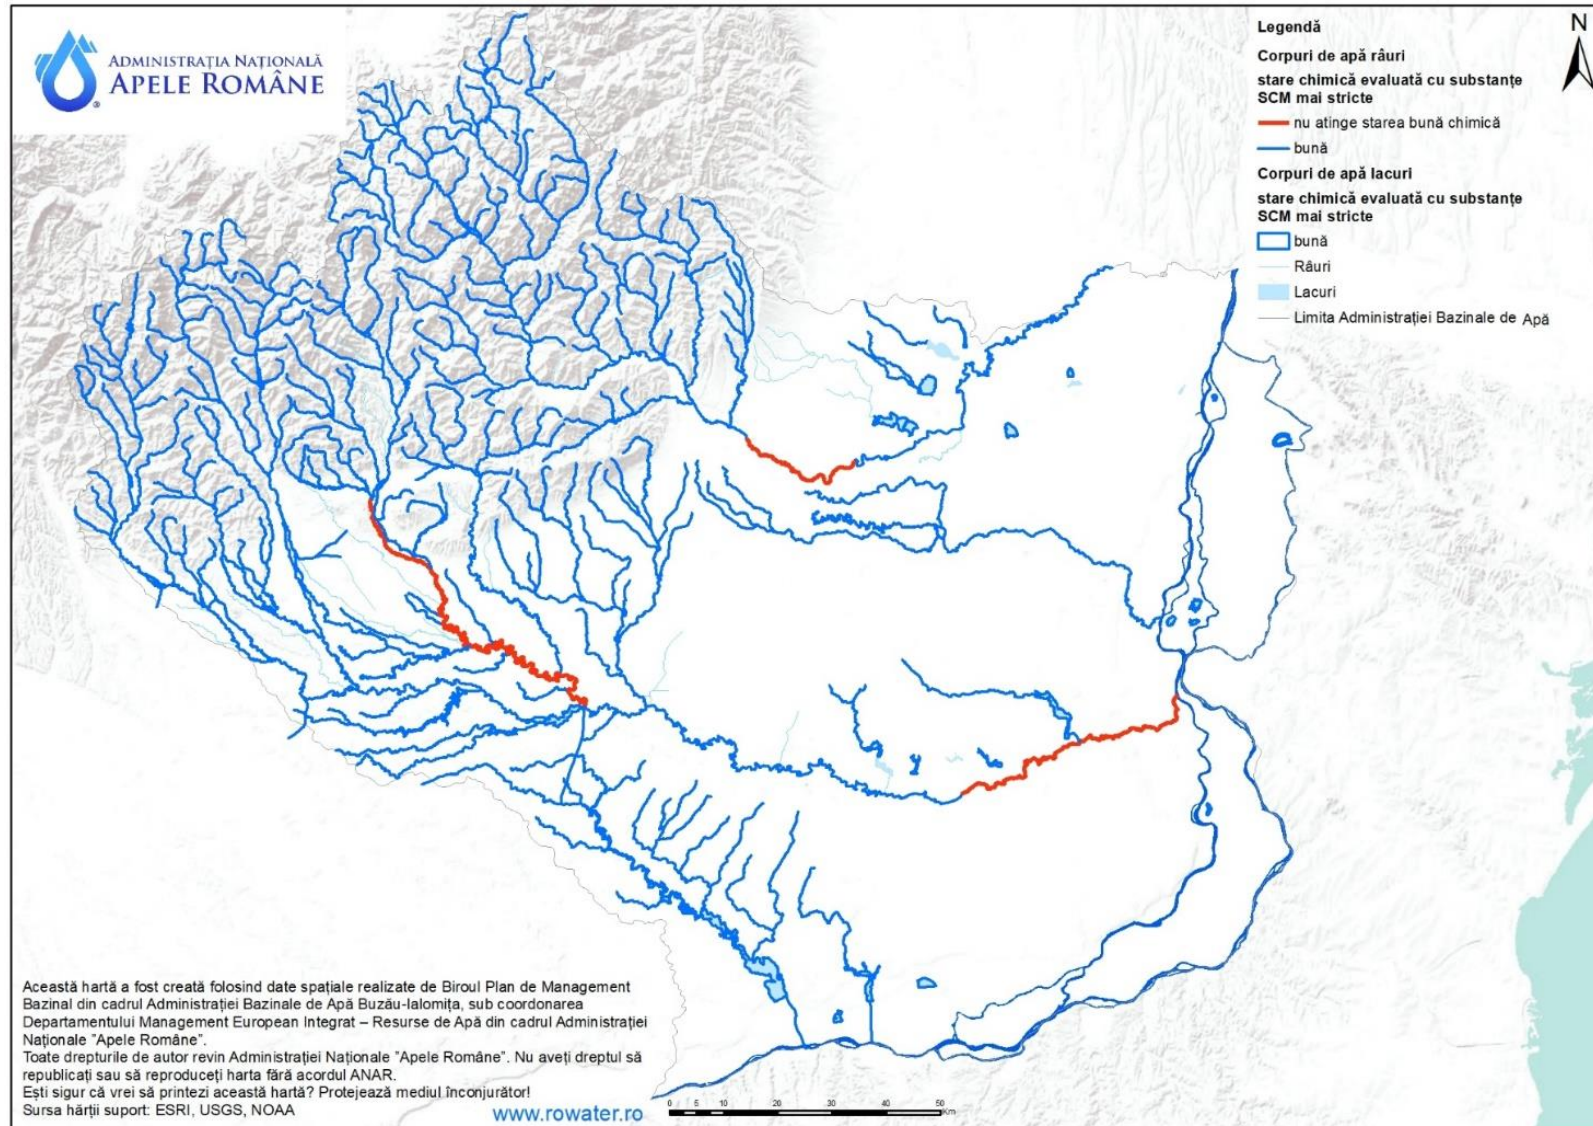 ADMINISTRAȚIA NAȚIONALĂ
APELE ROMÂNE
®
N
Legendă
Corpuri de apă râuri
stare chimică evaluată cu substanțe
SCM mai stricte
nu atinge starea bună chimică
bună
Corpuri de apă lacuri
stare chimică evaluată cu substanțe
SCM mai stricte
bună
Râuri
Lacuri
Limita Administrației Bazinale de Apă
Această hartă a fost creată folosind date spațiale realizate de Biroul Plan de Management
Bazinal din cadrul Administrației Bazinale de Apă Buzău-Ialomița, sub coordonarea
Departamentului Management European Integrat – Resurse de Apă din cadrul Administrației
Naționale "Apele Române".
Toate drepturile de autor revin Administrației Naționale "Apele Române". Nu aveți dreptul să
republicați sau să reproduceți harta fără acordul ANAR.
Ești sigur că vrei să printezi această hartă? Protejează mediul înconjurător!
Sursa hărții suport: ESRI, USGS, NOAA
www.rowater.ro
0 5 10 20 30 40 50
Km